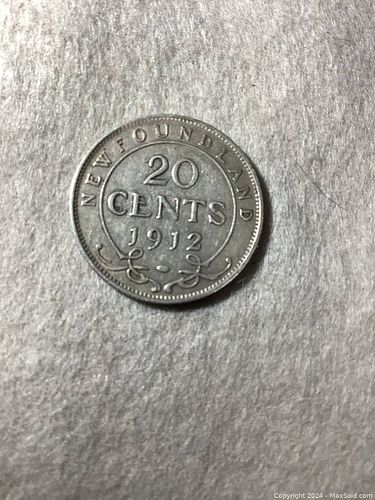 NEWFOUNDLAND
20
CENTS
1912
Copyright 2024 - MaxSold.com